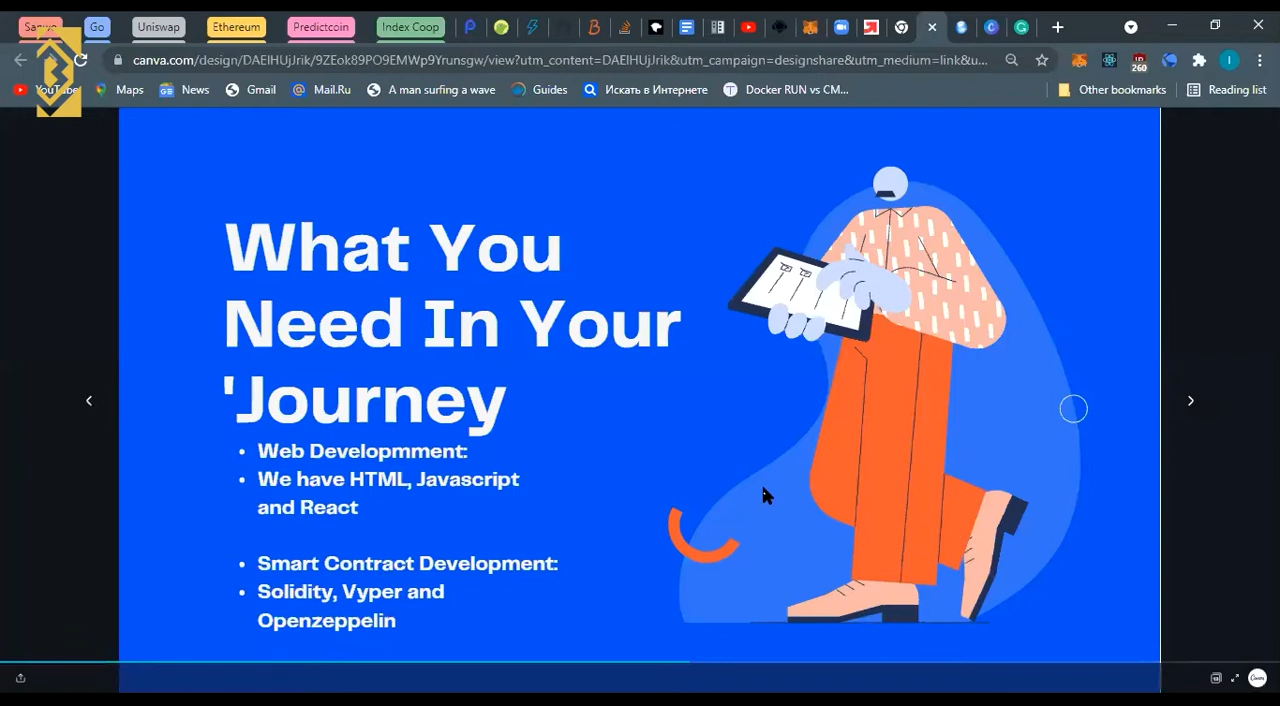 Go
Uniswap
Ethereum
Predictcoin
Index Coop
canva.com/design/DAEIHUjJrik/9ZEok89PO9EMWp9Yrunsgw/view?utm_content=DAEIHUjJrik&utm_campaign=designshare&utm_medium=link&u...
260
I
YouTube
Maps
News
Gmail
Mail.Ru
A man surfing a wave
Guides
Искать в Интернете
Docker RUN vs CM...
Other bookmarks
Reading list
What You
Need In Your
'Journey
• Web Developmment:
• We have HTML, Javascript
and React
• Smart Contract Development:
• Solidity, Vyper and
Openzeppelin
Canva